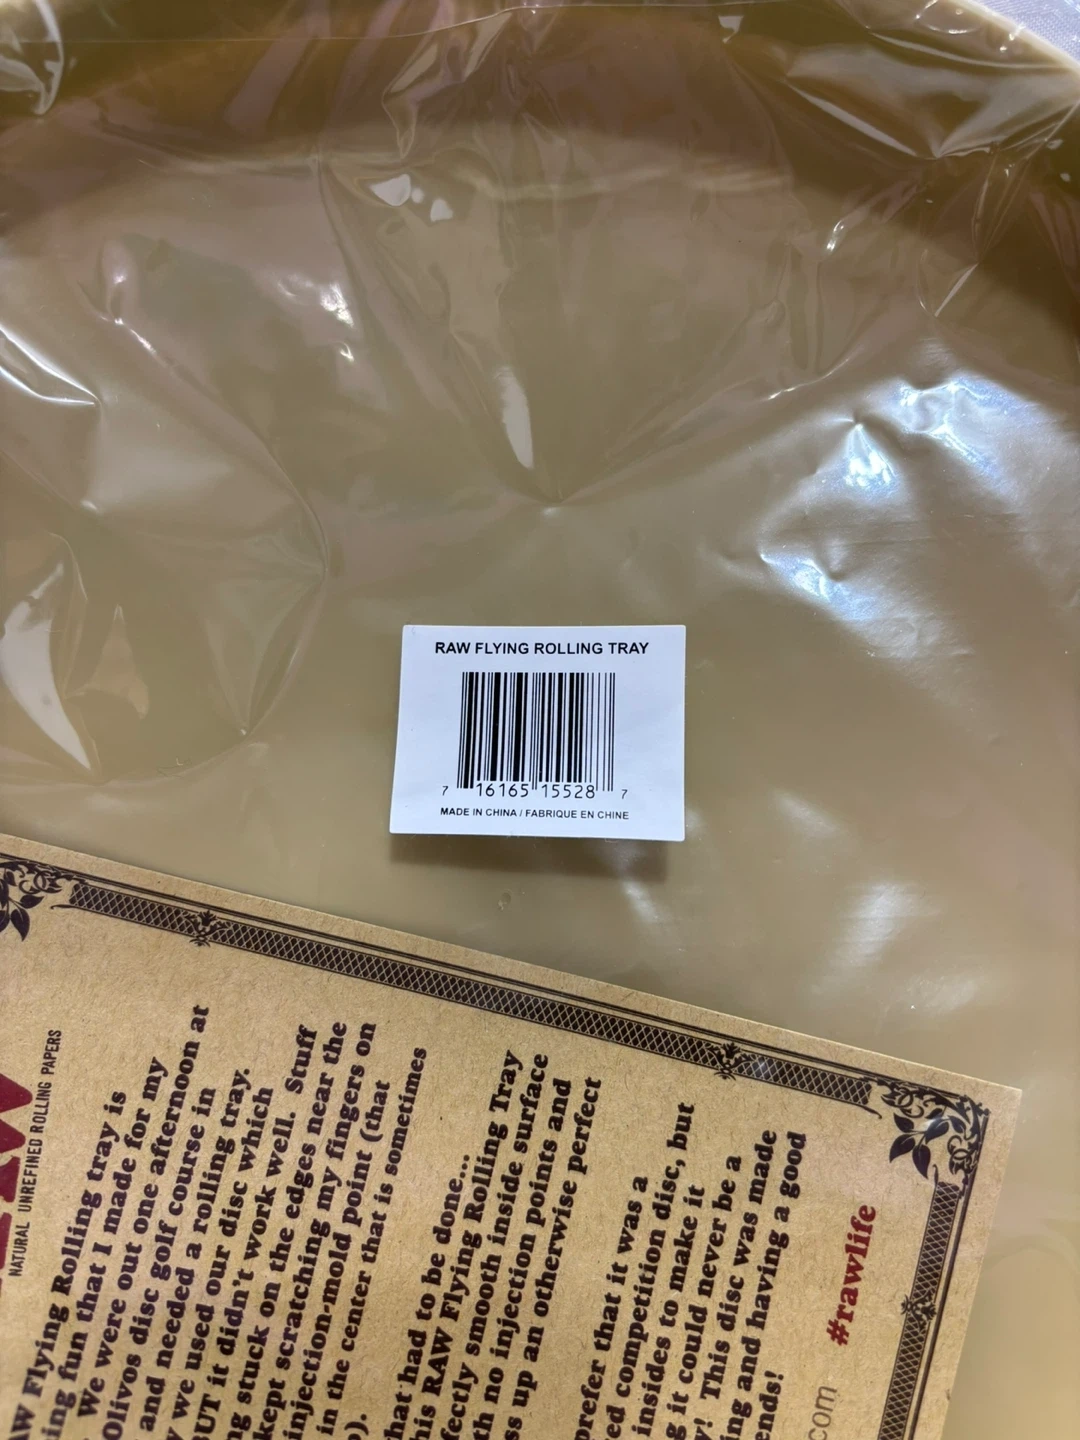 RAW FLYING ROLLING TRAY
7 16165 15528 7
MADE IN CHINA / FABRIQUE EN CHINE
NATURAL UNREFINED ROLLING PAPERS
Flying Rolling tray is
fun that I made for my
We were out one afternoon at
Olivos disc golf course in
and needed a rolling tray.
we used our disc which
it didn't work well. Stuff
stuck on the edges near the
kept scratching my fingers on
injection-mold point (that
in the center that is sometimes
that had to be done...
this RAW Flying Rolling Tray
smooth inside surface
no injection points and
up an otherwise perfect
prefer that it was a
competition disc, but
insides to make it
it could never be a
This disc was made
and having a good
#rawlife